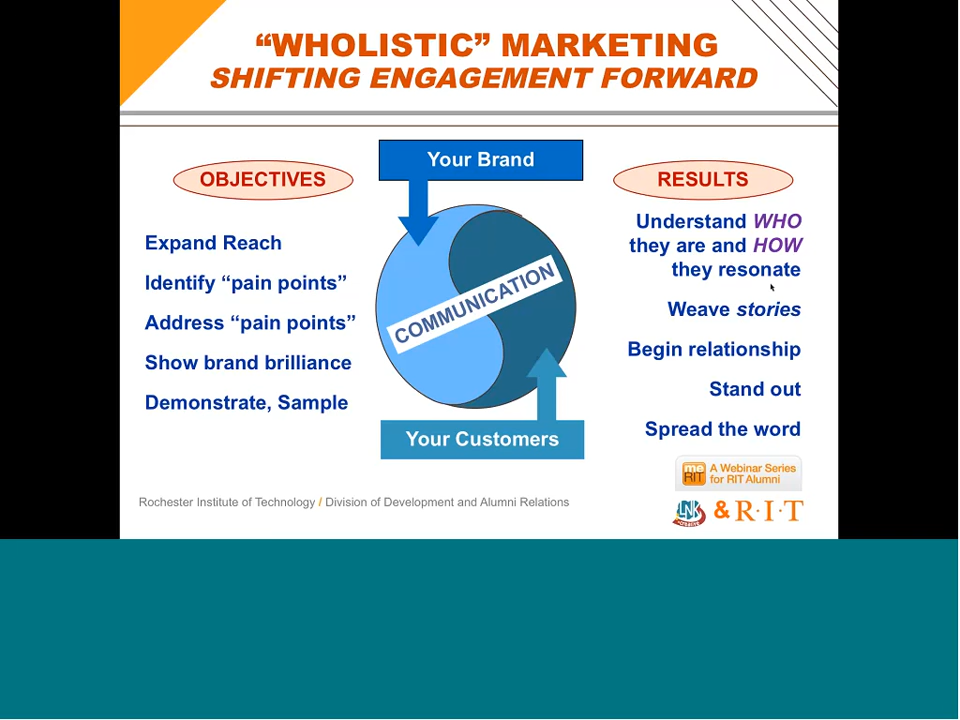 “WHOLISTIC” MARKETING
SHIFTING ENGAGEMENT FORWARD
Your Brand
OBJECTIVES
Expand Reach
Identify “pain points”
Address “pain points”
Show brand brilliance
Demonstrate, Sample
COMMUNICATION
Your Customers
RESULTS
Understand WHO
they are and HOW
they resonate
Weave stories
Begin relationship
Stand out
Spread the word
me
RIT
A Webinar Series
for RIT Alumni
Rochester Institute of Technology / Division of Development and Alumni Relations
LNK
& R·I·T